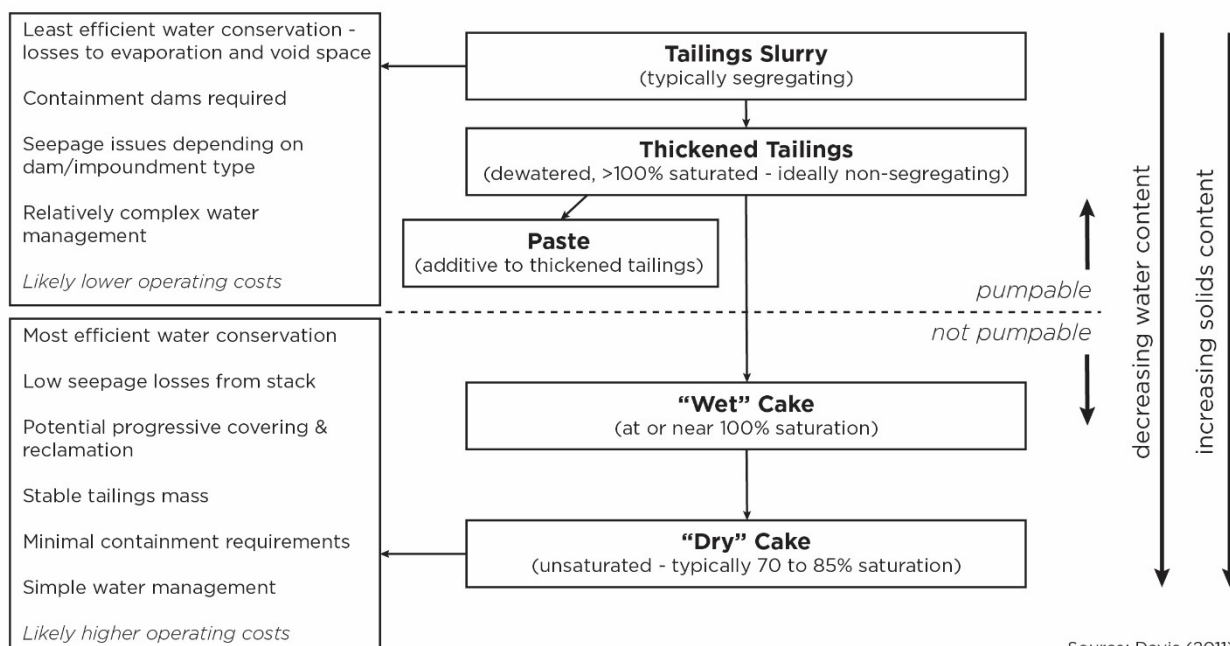 Least efficient water conservation -
losses to evaporation and void space
Containment dams required
Seepage issues depending on
dam/impoundment type
Relatively complex water
management
Likely lower operating costs
Tailings Slurry
(typically segregating)
Thickened Tailings
(dewatered, >100% saturated - ideally non-segregating)
Paste
(additive to thickened tailings)
pumpable
not pumpable
Most efficient water conservation
Low seepage losses from stack
Potential progressive covering &
reclamation
Stable tailings mass
Minimal containment requirements
Simple water management
Likely higher operating costs
“Wet” Cake
(at or near 100% saturation)
“Dry” Cake
(unsaturated - typically 70 to 85% saturation)
decreasing water content
increasing solids content
Source: Davis (2011)